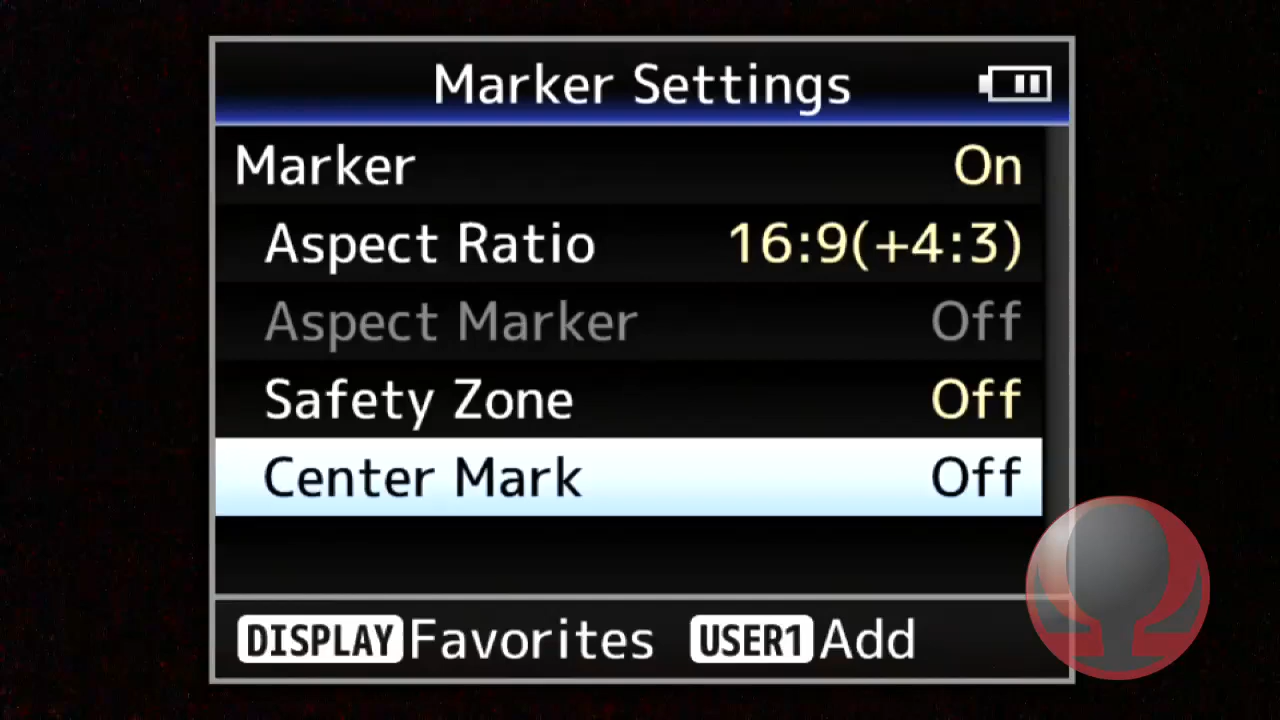 Marker Settings
Marker On
Aspect Ratio 16:9(+4:3)
Aspect Marker Off
Safety Zone Off
Center Mark Off
DISPLAY Favorites USER1 Add